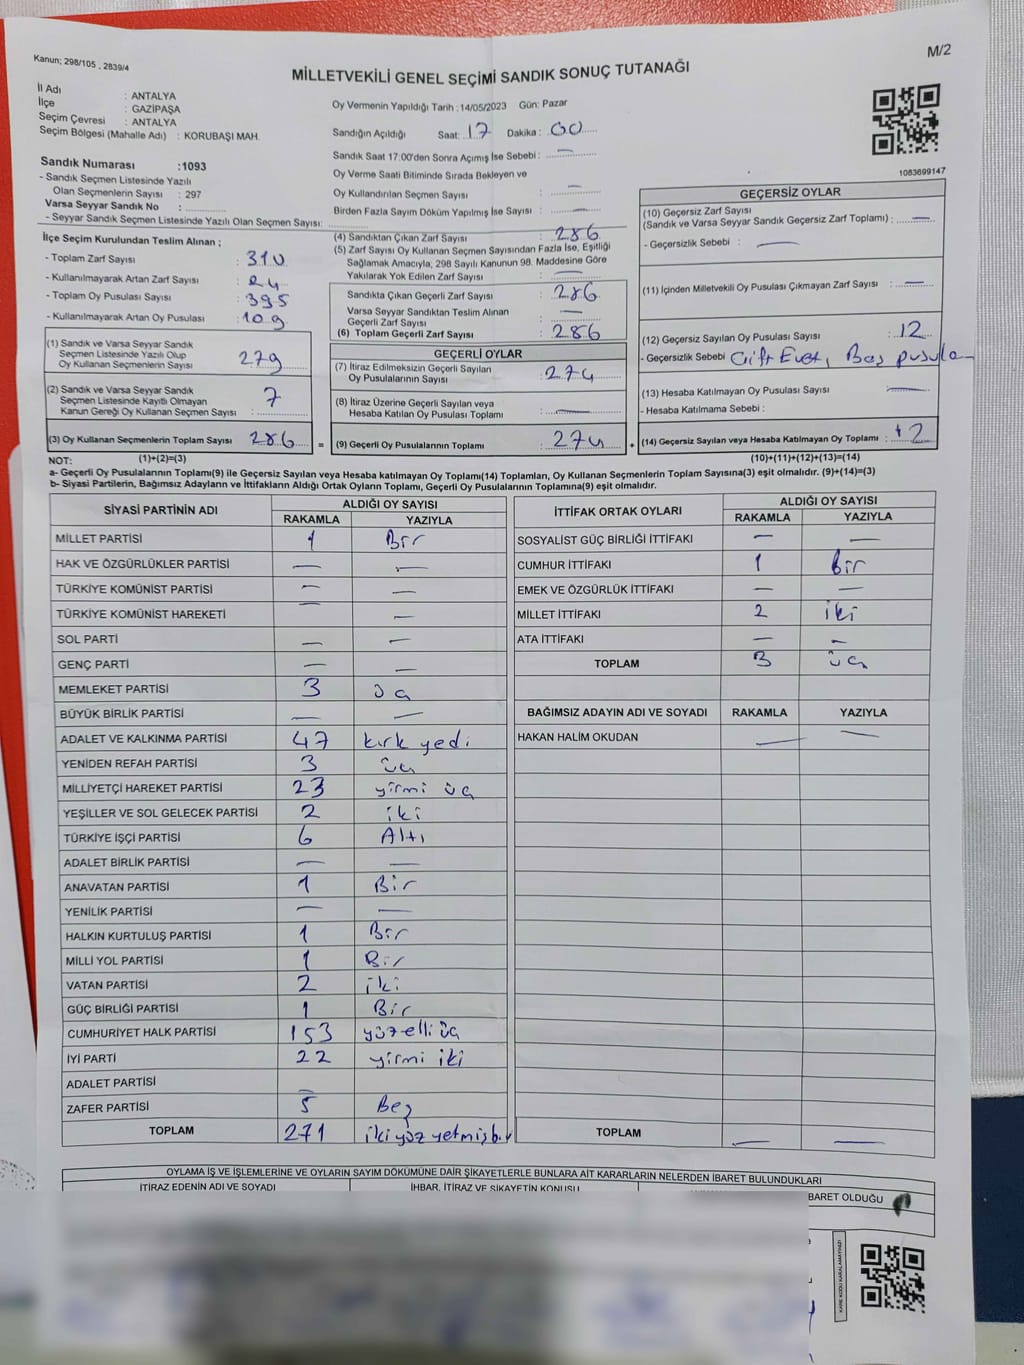 Kanun; 298/105 , 2839/4
M/2
MİLLETVEKİLİ GENEL SEÇİMİ SANDIK SONUÇ TUTANAĞI
İl Adı : ANTALYA
İlçe : GAZİPAŞA
Seçim Çevresi : ANTALYA
Seçim Bölgesi (Mahalle Adı) : KORUBAŞI MAH.
Oy Vermenin Yapıldığı Tarih : 14/05/2023 Gün: Pazar
Sandığın Açıldığı Saat: 17 Dakika : 00
Sandık Saat 17:00'den Sonra Açımış İse Sebebi : —
Oy Verme Saati Bitiminde Sırada Bekleyen ve
Oy Kullandırılan Seçmen Sayısı : —
Birden Fazla Sayım Döküm Yapılmış İse Sayısı : —
1083699147
Sandık Numarası :1093
- Sandık Seçmen Listesinde Yazılı
Olan Seçmenlerin Sayısı : 297
Varsa Seyyar Sandık No :
- Seyyar Sandık Seçmen Listesinde Yazılı Olan Seçmen Sayısı:
İlçe Seçim Kurulundan Teslim Alınan ;
- Toplam Zarf Sayısı : 310
- Kullanılmayarak Artan Zarf Sayısı : 24
- Toplam Oy Pusulası Sayısı : 395
- Kullanılmayarak Artan Oy Pusulası : 109
(1) Sandık ve Varsa Seyyar Sandık
Seçmen Listesinde Yazılı Olup
Oy Kullanan Seçmenlerin Sayısı : 279
(2) Sandık ve Varsa Seyyar Sandık
Seçmen Listesinde Kayıtlı Olmayan
Kanun Gereği Oy Kullanan Seçmen Sayısı : 7
(3) Oy Kullanan Seçmenlerin Toplam Sayısı : 286 =
(4) Sandıktan Çıkan Zarf Sayısı : 286
(5) Zarf Sayısı Oy Kullanan Seçmen Sayısından Fazla İse, Eşitliği
Sağlamak Amacıyla, 298 Sayılı Kanunun 98. Maddesine Göre
Yakılarak Yok Edilen Zarf Sayısı : —
Sandıkta Çıkan Geçerli Zarf Sayısı : 286
Varsa Seyyar Sandıktan Teslim Alınan
Geçerli Zarf Sayısı : —
(6) Toplam Geçerli Zarf Sayısı : 286
GEÇERLİ OYLAR
(7) İtiraz Edilmeksizin Geçerli Sayılan
Oy Pusulalarının Sayısı : 274
(8) İtiraz Üzerine Geçerli Sayılan veya
Hesaba Katılan Oy Pusulası Toplamı : —
(9) Geçerli Oy Pusulalarının Toplamı : 274 +
GEÇERSİZ OYLAR
(10) Geçersiz Zarf Sayısı
(Sandık ve Varsa Seyyar Sandık Geçersiz Zarf Toplamı) : —
- Geçersizlik Sebebi : —
(11) İçinden Milletvekili Oy Pusulası Çıkmayan Zarf Sayısı : —
(12) Geçersiz Sayılan Oy Pusulası Sayısı : 12
- Geçersizlik Sebebi Çift Evet, Boş pusula
(13) Hesaba Katılmayan Oy Pusulası Sayısı : —
- Hesaba Katılmama Sebebi :
(14) Geçersiz Sayılan veya Hesaba Katılmayan Oy Toplamı : 12
NOT: (1)+(2)=(3) (10)+(11)+(12)+(13)=(14)
a- Geçerli Oy Pusulalarının Toplamı(9) ile Geçersiz Sayılan veya Hesaba katılmayan Oy Toplamı(14) Toplamları, Oy Kullanan Seçmenlerin Toplam Sayısına(3) eşit olmalıdır. (9)+(14)=(3)
b- Siyasi Partilerin, Bağımsız Adayların ve İttifakların Aldığı Ortak Oyların Toplamı, Geçerli Oy Pusulalarının Toplamına(9) eşit olmalıdır.
SİYASİ PARTİNİN ADI ALDIĞI OY SAYISI
RAKAMLA YAZIYLA
MİLLET PARTİSİ 1 Bir
HAK VE ÖZGÜRLÜKLER PARTİSİ — —
TÜRKİYE KOMÜNİST PARTİSİ — —
TÜRKİYE KOMÜNİST HAREKETİ — —
SOL PARTİ — —
GENÇ PARTİ — —
MEMLEKET PARTİSİ 3 üç
BÜYÜK BİRLİK PARTİSİ — —
ADALET VE KALKINMA PARTİSİ 47 kırk yedi
YENİDEN REFAH PARTİSİ 3 üç
MİLLİYETÇİ HAREKET PARTİSİ 23 yirmi üç
YEŞİLLER VE SOL GELECEK PARTİSİ 2 iki
TÜRKİYE İŞÇİ PARTİSİ 6 Altı
ADALET BİRLİK PARTİSİ — —
ANAVATAN PARTİSİ 1 Bir
YENİLİK PARTİSİ — —
HALKIN KURTULUŞ PARTİSİ 1 Bir
MİLLİ YOL PARTİSİ 1 Bir
VATAN PARTİSİ 2 iki
GÜÇ BİRLİĞİ PARTİSİ 1 Bir
CUMHURİYET HALK PARTİSİ 153 yüzelli üç
İYİ PARTİ 22 yirmi iki
ADALET PARTİSİ —
ZAFER PARTİSİ 5 Beş
TOPLAM 271 iki yüz yetmiş bir
İTTİFAK ORTAK OYLARI ALDIĞI OY SAYISI
RAKAMLA YAZIYLA
SOSYALİST GÜÇ BİRLİĞİ İTTİFAKI — —
CUMHUR İTTİFAKI 1 Bir
EMEK VE ÖZGÜRLÜK İTTİFAKI — —
MİLLET İTTİFAKI 2 iki
ATA İTTİFAKI — —
TOPLAM 3 üç
BAĞIMSIZ ADAYIN ADI VE SOYADI RAKAMLA YAZIYLA
HAKAN HALİM OKUDAN — —
TOPLAM — —
OYLAMA İŞ VE İŞLEMLERİNE VE OYLARIN SAYIM DÖKÜMÜNE DAİR ŞİKAYETLERLE BUNLARA AİT KARARLARIN NELERDEN İBARET BULUNDUKLARI
İTİRAZ EDENİN ADI VE SOYADI İHBAR, İTİRAZ VE ŞİKAYETİN KONUSU BARET OLDUĞU
KARE KODU KARALAMAYINIZ!